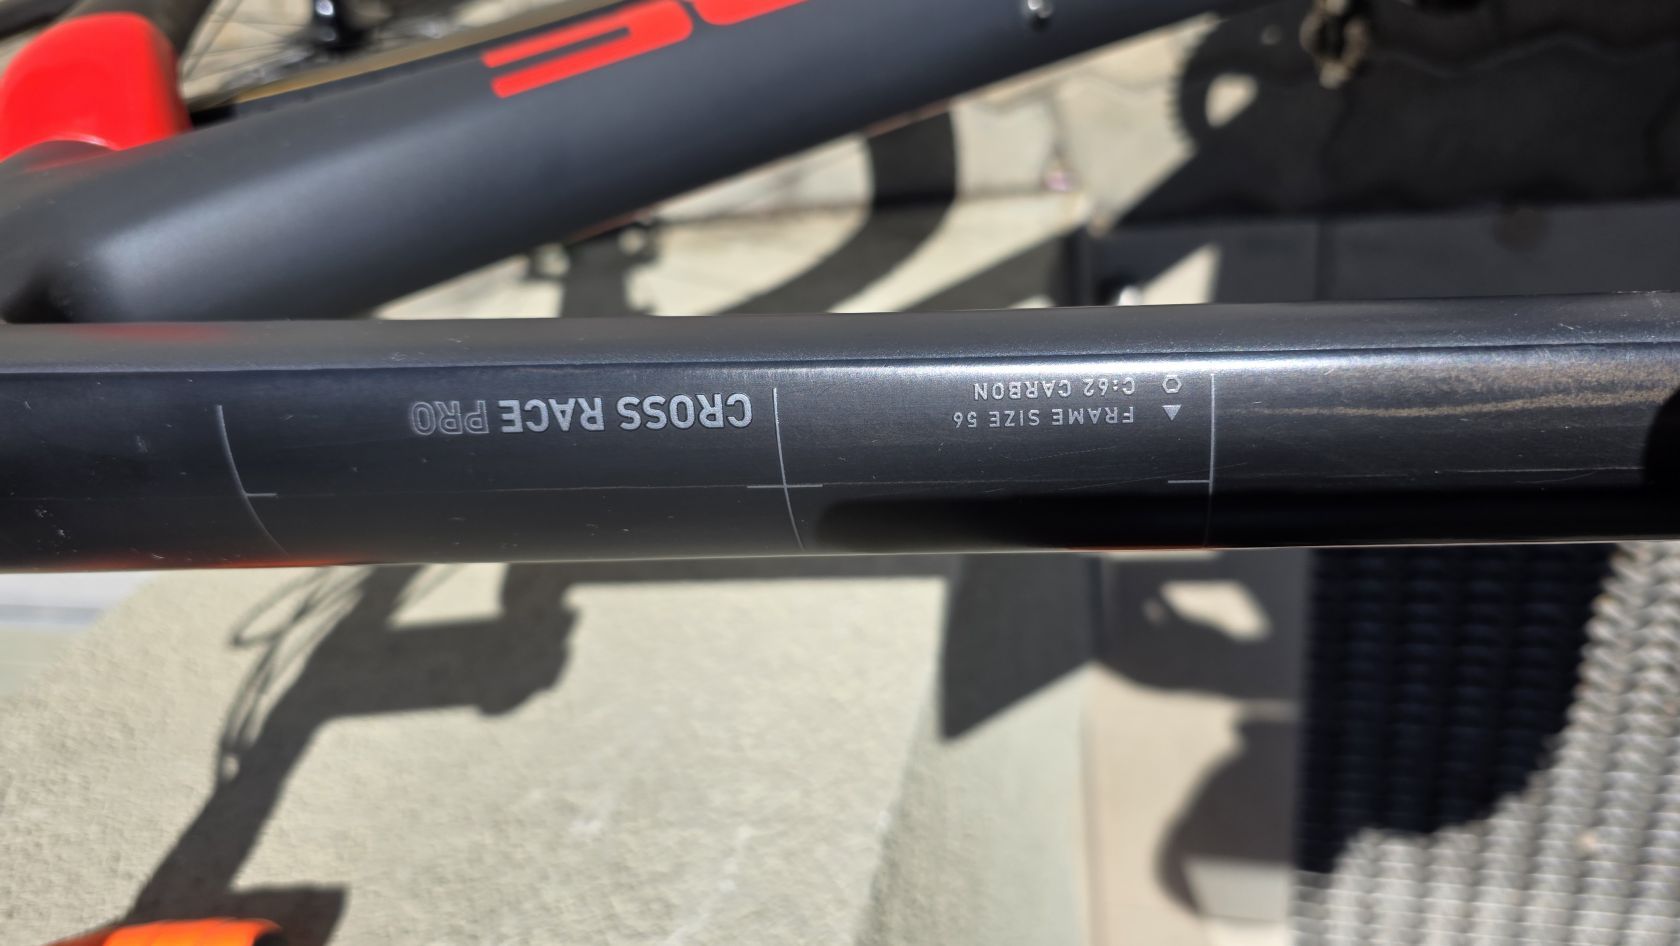 CROSS RACE PRO
FRAME SIZE 56
C:62 CARBON